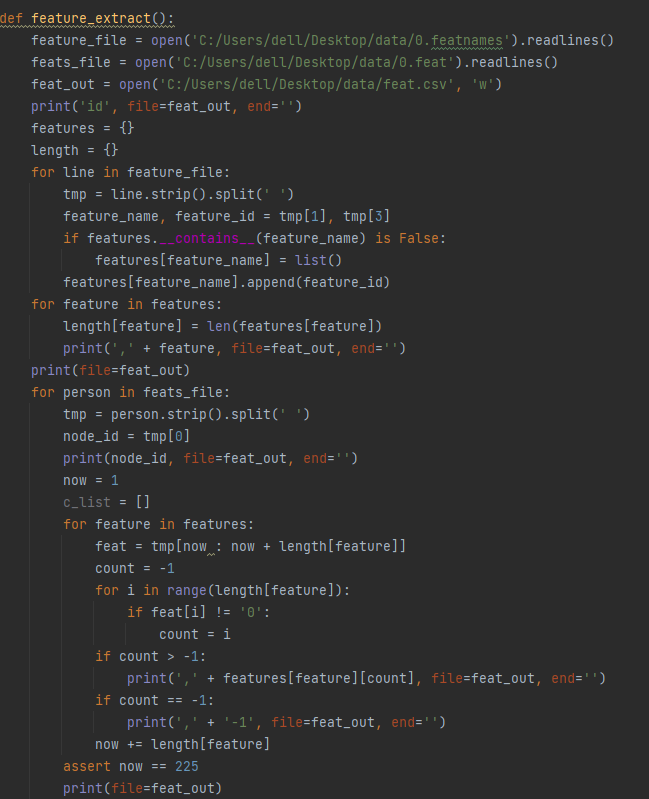 def feature_extract():
    feature_file = open('C:/Users/dell/Desktop/data/0.featnames').readlines()
    feats_file = open('C:/Users/dell/Desktop/data/0.feat').readlines()
    feat_out = open('C:/Users/dell/Desktop/data/feat.csv', 'w')
    print('id', file=feat_out, end='')
    features = {}
    length = {}
    for line in feature_file:
        tmp = line.strip().split(' ')
        feature_name, feature_id = tmp[1], tmp[3]
        if features.__contains__(feature_name) is False:
            features[feature_name] = list()
        features[feature_name].append(feature_id)
    for feature in features:
        length[feature] = len(features[feature])
        print(',' + feature, file=feat_out, end='')
    print(file=feat_out)
    for person in feats_file:
        tmp = person.strip().split(' ')
        node_id = tmp[0]
        print(node_id, file=feat_out, end='')
        now = 1
        c_list = []
        for feature in features:
            feat = tmp[now : now + length[feature]]
            count = -1
            for i in range(length[feature]):
                if feat[i] != '0':
                    count = i
            if count > -1:
                print(',' + features[feature][count], file=feat_out, end='')
            if count == -1:
                print(',' + '-1', file=feat_out, end='')
            now += length[feature]
        assert now == 225
        print(file=feat_out)